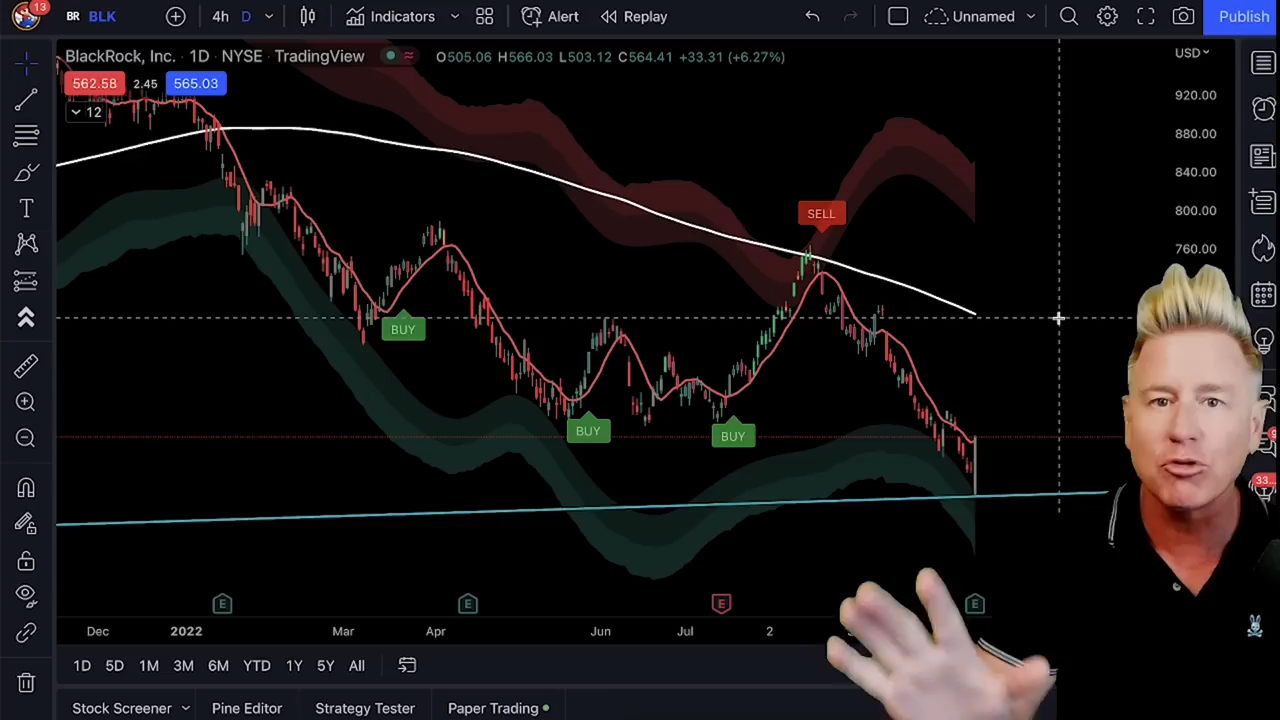 13
BR BLK 4h D Indicators Alert Replay Unnamed Publish
BlackRock, Inc. · 1D · NYSE · TradingView O505.06 H566.03 L503.12 C564.41 +33.31 (+6.27%) USD
562.58 2.45 565.03
12
920.00
880.00
840.00
800.00
760.00
SELL
BUY
BUY
BUY
33...
E E E E
Dec 2022 Mar Apr Jun Jul 2
1D 5D 1M 3M 6M YTD 1Y 5Y All
Stock Screener Pine Editor Strategy Tester Paper Trading